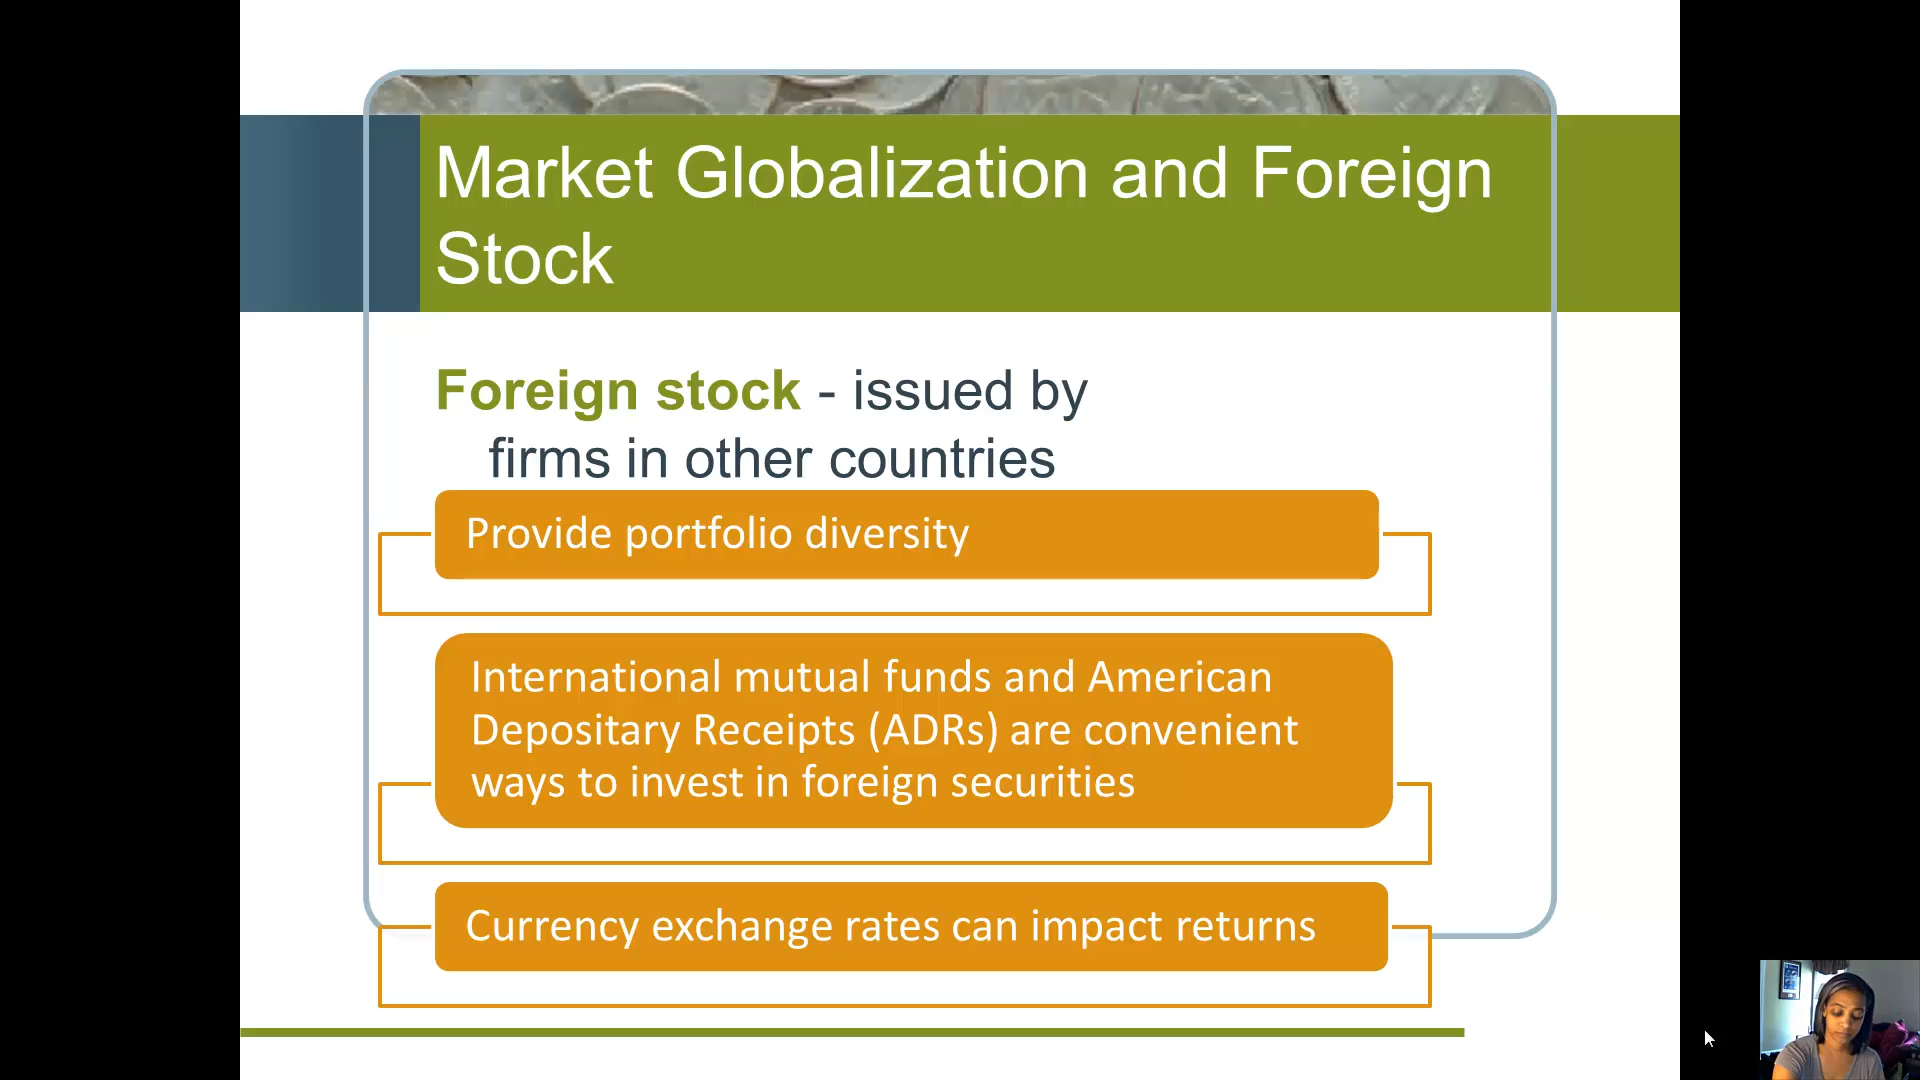 Market Globalization and Foreign
Stock
Foreign stock - issued by
firms in other countries
Provide portfolio diversity
International mutual funds and American
Depositary Receipts (ADRs) are convenient
ways to invest in foreign securities
Currency exchange rates can impact returns